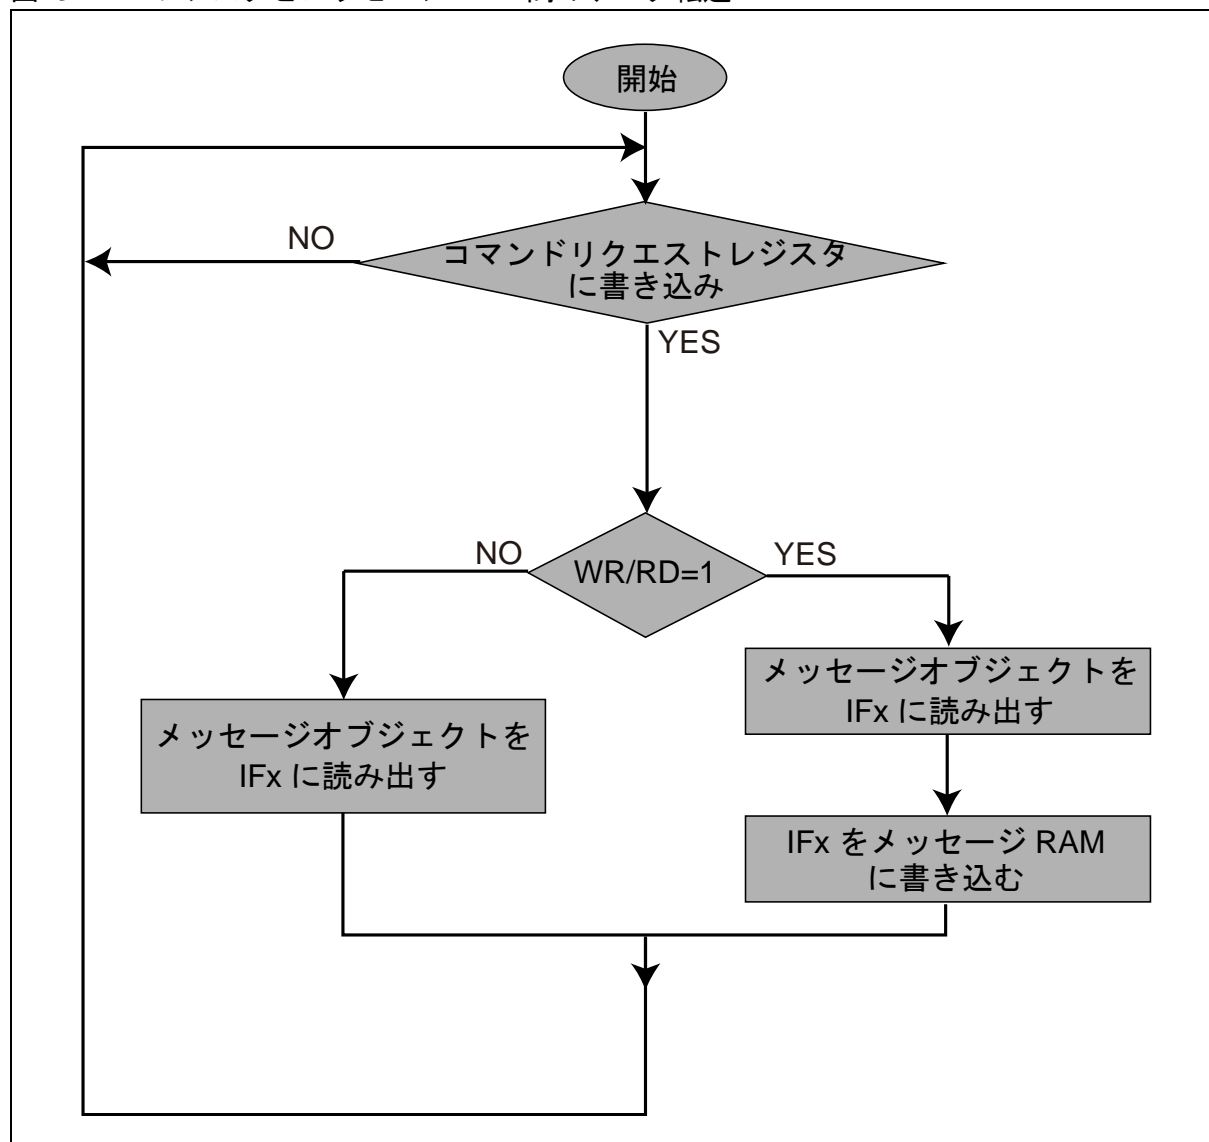 開始
NO
コマンドリクエストレジスタ
に書き込み
YES
NO
WR/RD=1
YES
メッセージオブジェクトを
IFx に読み出す
メッセージオブジェクトを
IFx に読み出す
IFx をメッセージ RAM
に書き込む